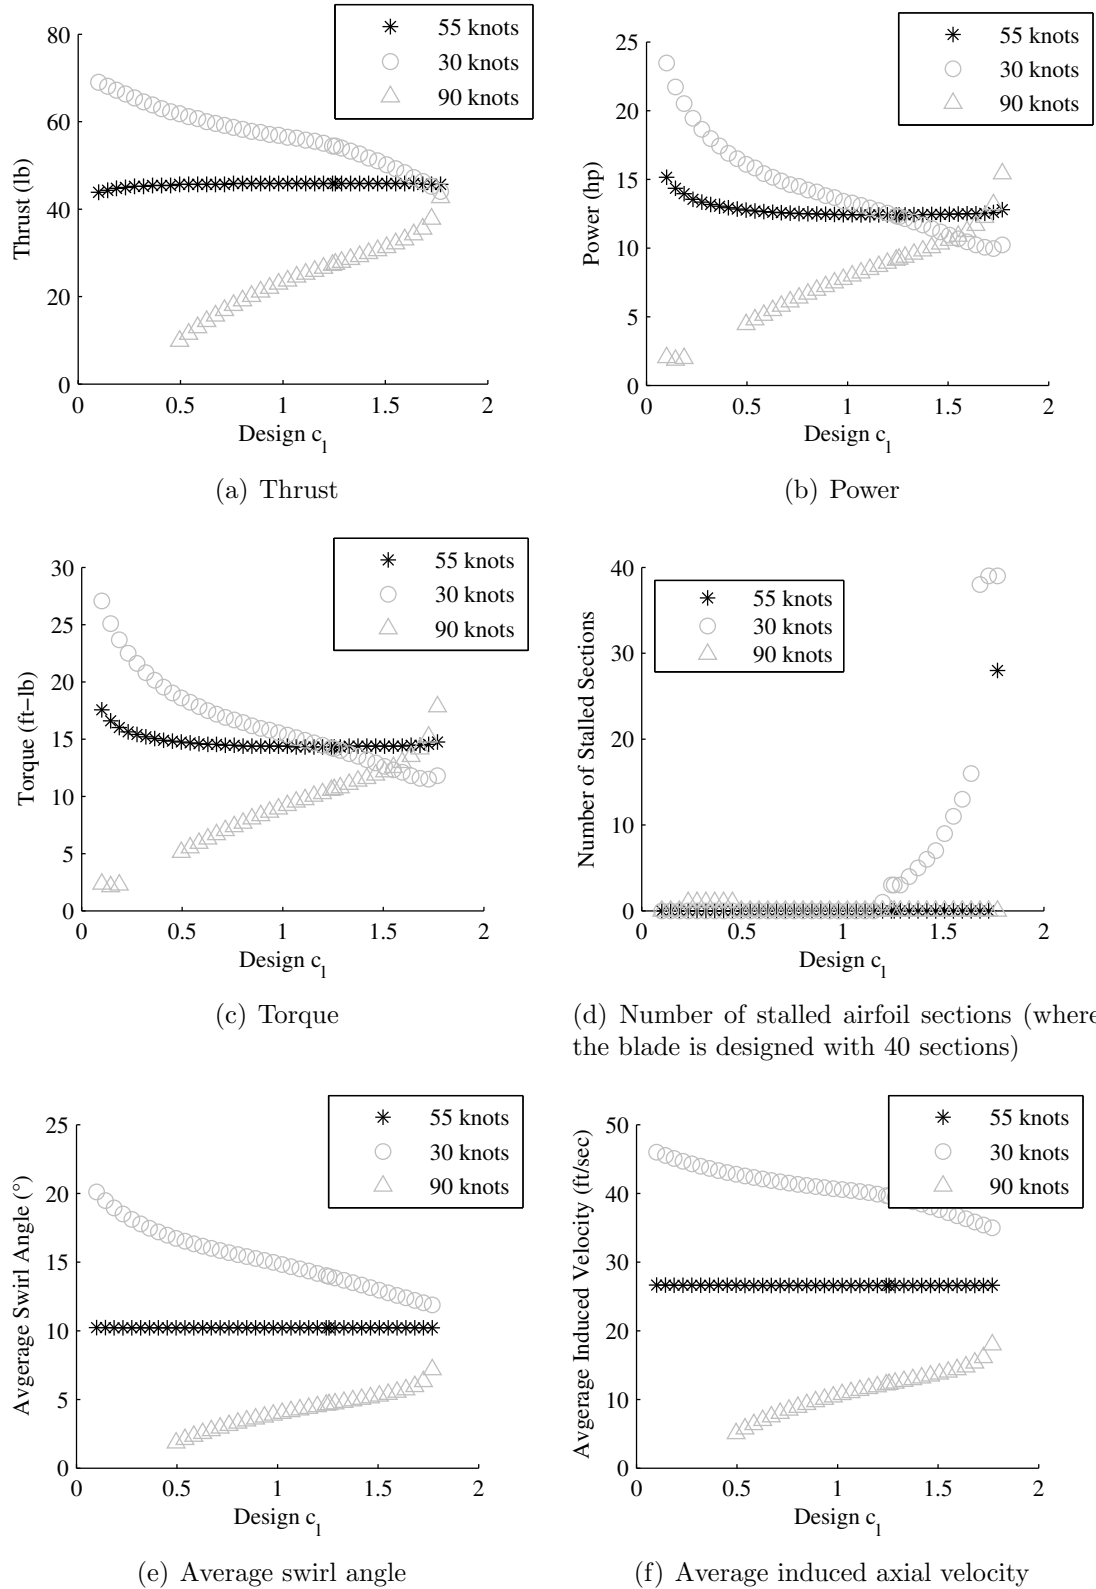 80
60
40
20
0
0
0.5
1
1.5
2
Thrust (lb)
Design c_l
55 knots
30 knots
90 knots
(a) Thrust
25
20
15
10
5
0
0
0.5
1
1.5
2
Power (hp)
Design c_l
55 knots
30 knots
90 knots
(b) Power
30
25
20
15
10
5
0
0
0.5
1
1.5
2
Torque (ft-lb)
Design c_l
55 knots
30 knots
90 knots
(c) Torque
40
30
20
10
0
0
0.5
1
1.5
2
Number of Stalled Sections
Design c_l
55 knots
30 knots
90 knots
(d) Number of stalled airfoil sections (where
the blade is designed with 40 sections)
25
20
15
10
5
0
0
0.5
1
1.5
2
Avgerage Swirl Angle (°)
Design c_l
55 knots
30 knots
90 knots
(e) Average swirl angle
50
40
30
20
10
0
0
0.5
1
1.5
2
Avgerage Induced Velocity (ft/sec)
Design c_l
55 knots
30 knots
90 knots
(f) Average induced axial velocity